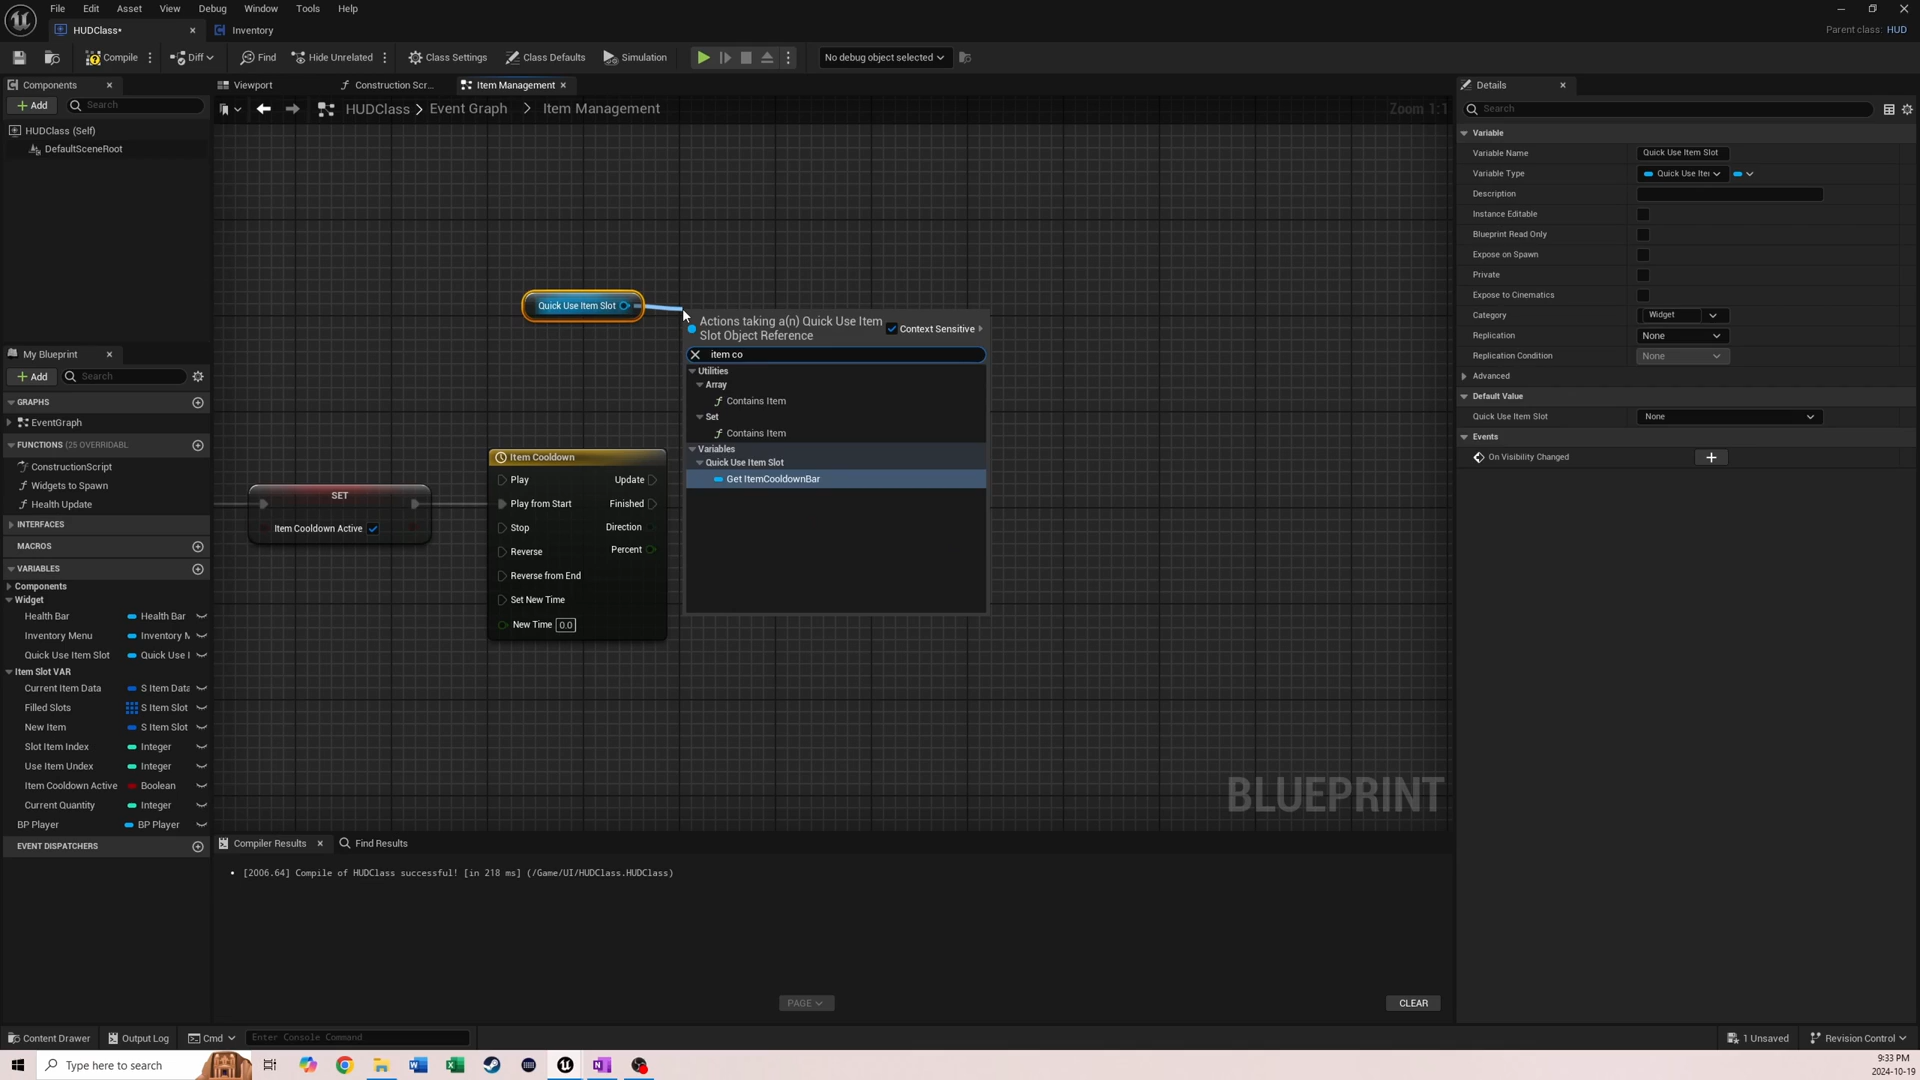 File Edit Asset View Debug Window Tools Help
HUDClass• Inventory
Parent class: HUD
Compile Diff Find Hide Unrelated Class Settings Class Defaults Simulation No debug object selected
Components
Add Search
HUDClass (Self)
DefaultSceneRoot
Viewport Construction Scr... Item Management
HUDClass > Event Graph > Item Management
Zoom 1:1
Quick Use Item Slot
Actions taking a(n) Quick Use Item
Slot Object Reference
Context Sensitive
item co
Utilities
Array
Contains Item
Set
Contains Item
Variables
Quick Use Item Slot
Get ItemCooldownBar
SET
Item Cooldown Active
Item Cooldown
Play Update
Play from Start Finished
Stop Direction
Reverse Percent
Reverse from End
Set New Time
New Time 0.0
BLUEPRINT
My Blueprint
Add Search
GRAPHS
EventGraph
FUNCTIONS (25 OVERRIDABL
ConstructionScript
Widgets to Spawn
Health Update
INTERFACES
MACROS
VARIABLES
Components
Widget
Health Bar Health Bar
Inventory Menu Inventory M
Quick Use Item Slot Quick Use I
Item Slot VAR
Current Item Data S Item Data
Filled Slots S Item Slot
New Item S Item Slot
Slot Item Index Integer
Use Item Undex Integer
Item Cooldown Active Boolean
Current Quantity Integer
BP Player BP Player
EVENT DISPATCHERS
Details
Search
Variable
Variable Name Quick Use Item Slot
Variable Type Quick Use Iter
Description
Instance Editable
Blueprint Read Only
Expose on Spawn
Private
Expose to Cinematics
Category Widget
Replication None
Replication Condition None
Advanced
Default Value
Quick Use Item Slot None
Events
On Visibility Changed
Compiler Results Find Results
[2006.64] Compile of HUDClass successful! [in 218 ms] (/Game/UI/HUDClass.HUDClass)
PAGE CLEAR
Content Drawer Output Log Cmd Enter Console Command
1 Unsaved Revision Control
Type here to search
9:33 PM
2024-10-19